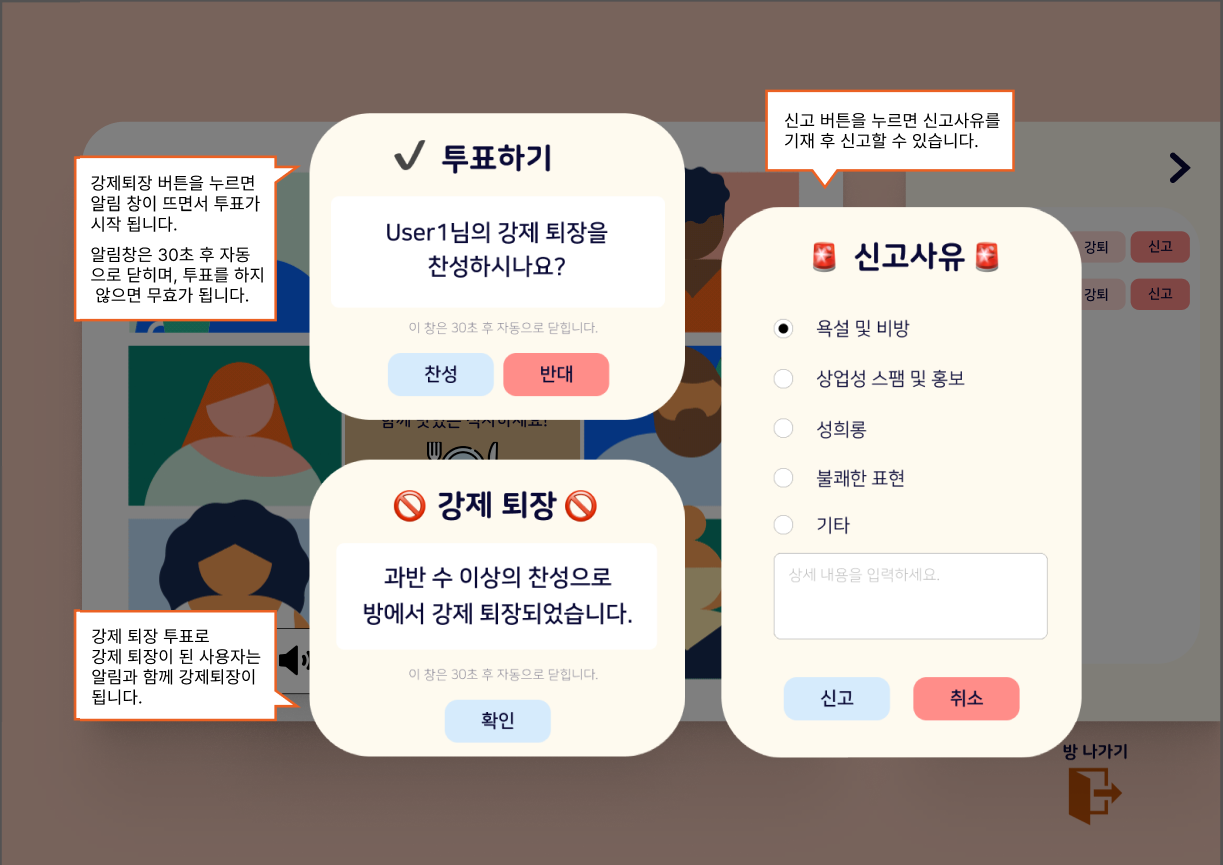 강제퇴장 버튼을 누르면
알림 창이 뜨면서 투표가
시작 됩니다.
알림창은 30초 후 자동
으로 닫히며, 투표를 하지
않으면 무효가 됩니다.
투표하기
User1님의 강제 퇴장을
찬성하시나요?
이 창은 30초 후 자동으로 닫힙니다.
찬성
반대
함께 맛있는 식사하세요!
강제 퇴장
과반 수 이상의 찬성으로
방에서 강제 퇴장되었습니다.
이 창은 30초 후 자동으로 닫힙니다.
확인
강제 퇴장 투표로
강제 퇴장이 된 사용자는
알림과 함께 강제퇴장이
됩니다.
신고 버튼을 누르면 신고사유를
기재 후 신고할 수 있습니다.
신고사유
욕설 및 비방
상업성 스팸 및 홍보
성희롱
불쾌한 표현
기타
상세 내용을 입력하세요.
신고
취소
강퇴
신고
강퇴
신고
방 나가기